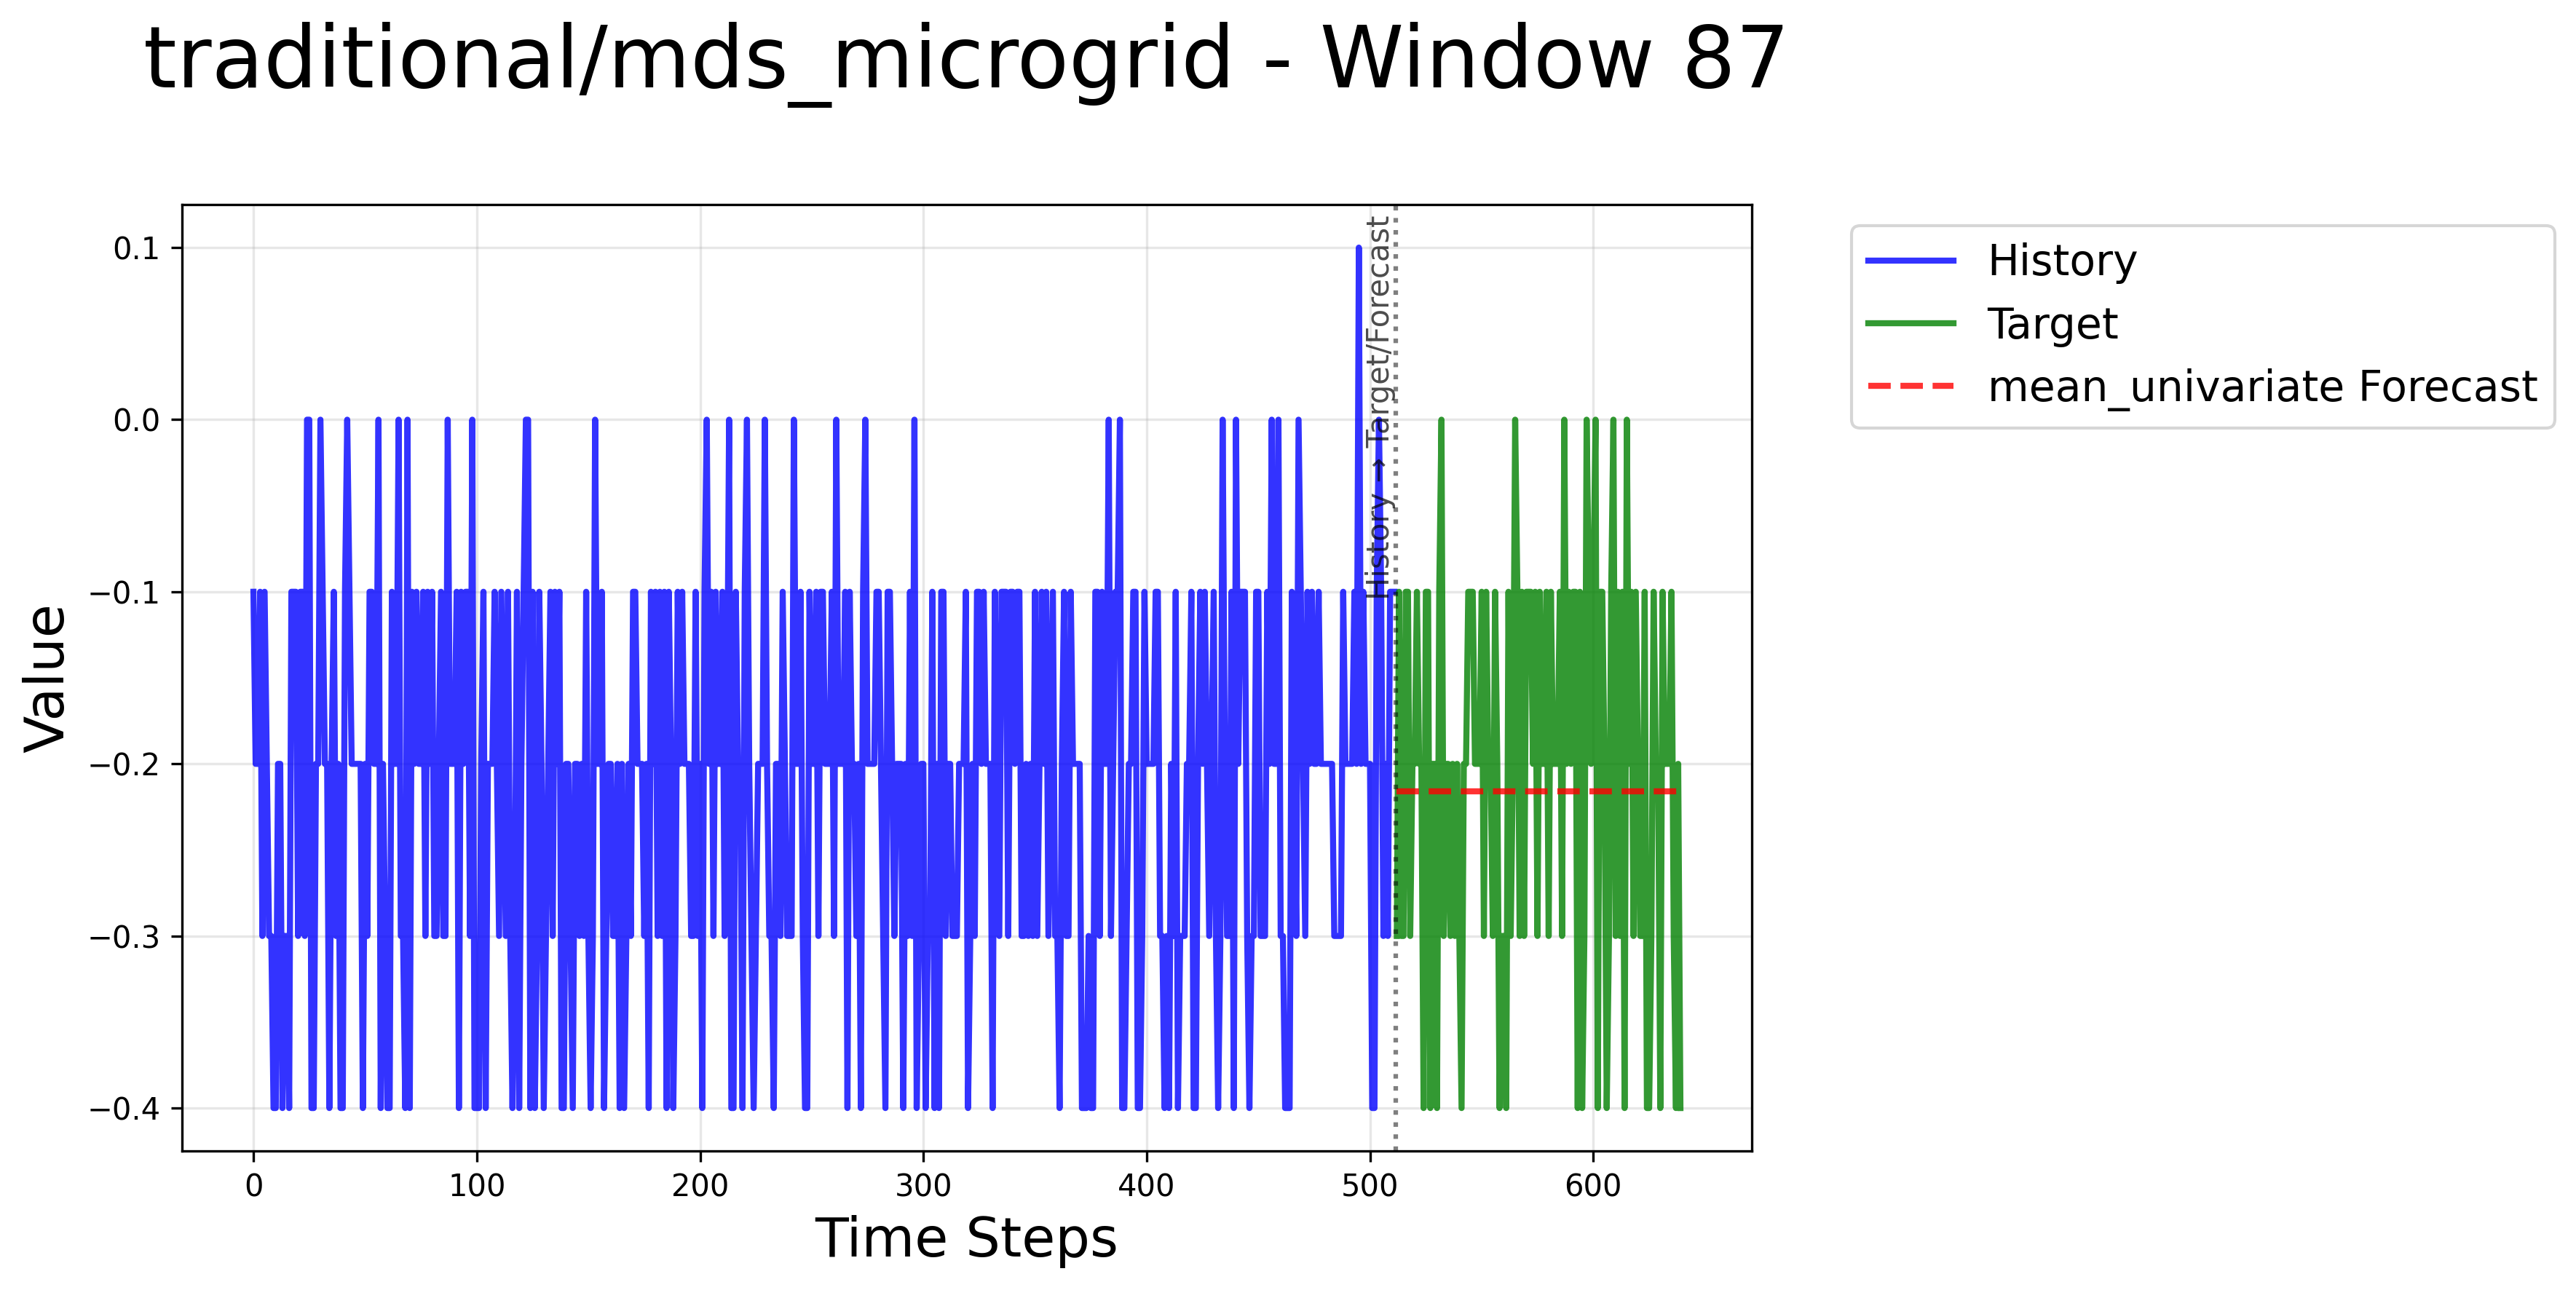 traditional/mds_microgrid - Window 87
History
Target
mean_univariate Forecast
History → Target/Forecast
Value
0.1
0.0
−0.1
−0.2
−0.3
−0.4
0
100
200
300
400
500
600
Time Steps